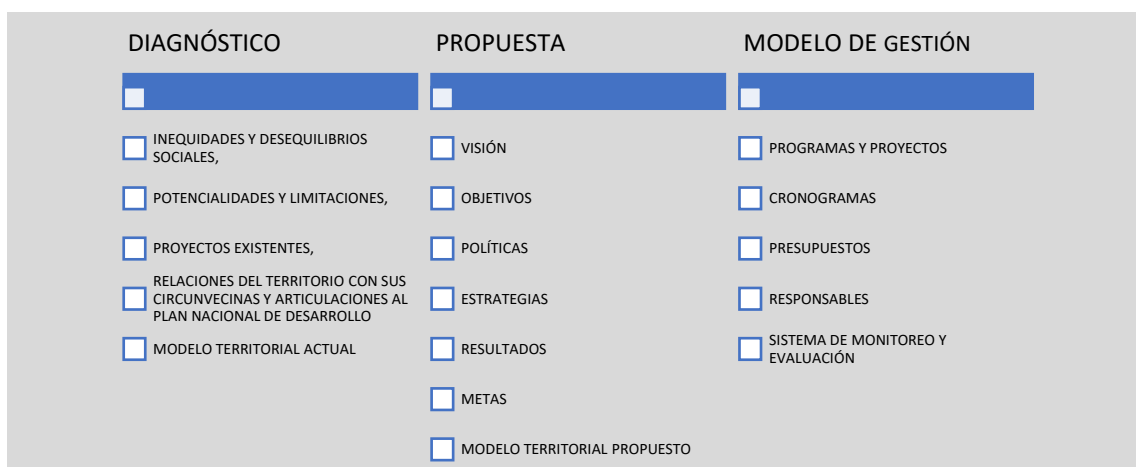 DIAGNÓSTICO
INEQUIDADES Y DESEQUILIBRIOS
SOCIALES,
POTENCIALIDADES Y LIMITACIONES,
PROYECTOS EXISTENTES,
RELACIONES DEL TERRITORIO CON SUS
CIRCUNVECINAS Y ARTICULACIONES AL
PLAN NACIONAL DE DESARROLLO
MODELO TERRITORIAL ACTUAL
PROPUESTA
VISIÓN
OBJETIVOS
POLÍTICAS
ESTRATEGIAS
RESULTADOS
METAS
MODELO TERRITORIAL PROPUESTO
MODELO DE GESTIÓN
PROGRAMAS Y PROYECTOS
CRONOGRAMAS
PRESUPUESTOS
RESPONSABLES
SISTEMA DE MONITOREO Y
EVALUACIÓN